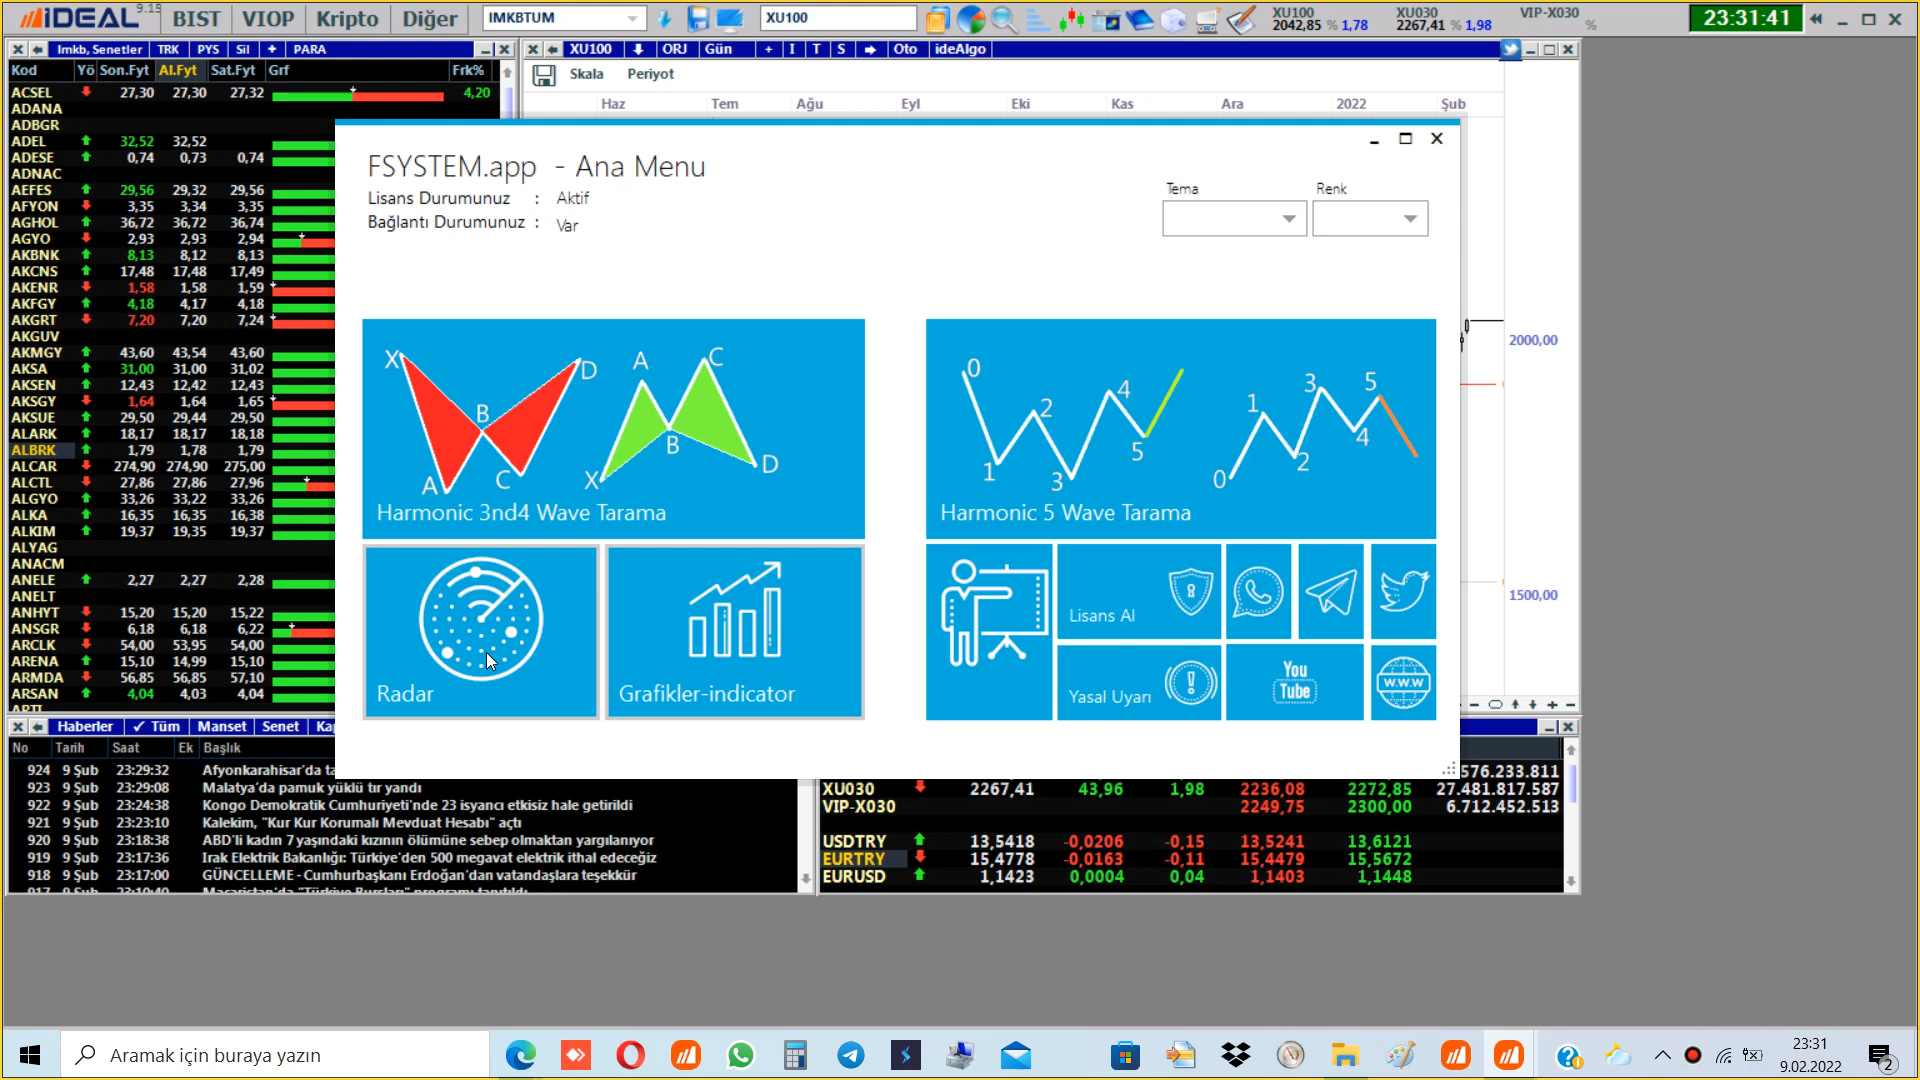 iDEAL 9.15 BIST VIOP Kripto Diğer IMKBTUM XU100 XU100 2042,85 % 1,78 XU030 2267,41 % 1,98 VIP-X030 % 23:31:41
Imkb, Senetler TRK PYS Sil + PARA
XU100 ORJ Gün + I T S Oto ideAlgo
Kod Yö Son.Fyt Al.Fyt Sat.Fyt Grf Frk%
Skala Periyot
Haz Tem Ağu Eyl Eki Kas Ara 2022 Şub
ACSEL 27,30 27,30 27,32 4,20
ADANA
ADBGR
ADEL 32,52 32,52
ADESE 0,74 0,73 0,74
ADNAC
AEFES 29,56 29,32 29,56
AFYON 3,35 3,34 3,35
AGHOL 36,72 36,72 36,74
AGYO 2,93 2,93 2,94
AKBNK 8,13 8,12 8,13
AKCNS 17,48 17,48 17,49
AKENR 1,58 1,58 1,59
AKFGY 4,18 4,17 4,18
AKGRT 7,20 7,20 7,24
AKGUV
AKMGY 43,60 43,54 43,60
AKSA 31,00 31,00 31,02
AKSEN 12,43 12,42 12,43
AKSGY 1,64 1,64 1,65
AKSUE 29,50 29,44 29,50
ALARK 18,17 18,17 18,18
ALBRK 1,79 1,78 1,79
ALCAR 274,90 274,90 275,00
ALCTL 27,86 27,86 27,96
ALGYO 33,26 33,22 33,26
ALKA 16,35 16,35 16,38
ALKIM 19,37 19,35 19,37
ALYAG
ANACM
ANELE 2,27 2,27 2,28
ANELT
ANHYT 15,20 15,20 15,22
ANSGR 6,18 6,18 6,22
ARCLK 54,00 53,95 54,00
ARENA 15,10 14,99 15,10
ARMDA 56,85 56,85 57,10
ARSAN 4,04 4,03 4,04
FSYSTEM.app - Ana Menu
Lisans Durumunuz : Aktif
Bağlantı Durumunuz : Var
Tema Renk
X A B C D
X A B C D
Harmonic 3nd4 Wave Tarama
0 1 2 3 4 5
0 1 2 3 4 5
Harmonic 5 Wave Tarama
Radar
Grafikler-indicator
Lisans Al
Yasal Uyarı
You Tube
W.W.W
2000,00
1500,00
Haberler ✓ Tüm Manset Senet
No Tarih Saat Ek Başlık
924 9 Şub 23:29:32 Afyonkarahisar'da
923 9 Şub 23:29:08 Malatya'da pamuk yüklü tır yandı
922 9 Şub 23:24:38 Kongo Demokratik Cumhuriyeti'nde 23 isyancı etkisiz hale getirildi
921 9 Şub 23:23:10 Kalekim, "Kur Kur Korumalı Mevduat Hesabı" açtı
920 9 Şub 23:18:38 ABD'li kadın 7 yaşındaki kızının ölümüne sebep olmaktan yargılanıyor
919 9 Şub 23:17:36 Irak Elektrik Bakanlığı: Türkiye'den 500 megavat elektrik ithal edeceğiz
918 9 Şub 23:17:00 GÜNCELLEME - Cumhurbaşkanı Erdoğan'dan vatandaşlara teşekkür
576.233.811
XU030 2267,41 43,96 1,98 2236,08 2272,85 27.481.817.587
VIP-X030 2249,75 2300,00 6.712.452.513
USDTRY 13,5418 -0,0206 -0,15 13,5241 13,6121
EURTRY 15,4778 -0,0163 -0,11 15,4479 15,5672
EURUSD 1,1423 0,0004 0,04 1,1403 1,1448
Aramak için buraya yazın
23:31
9.02.2022
2